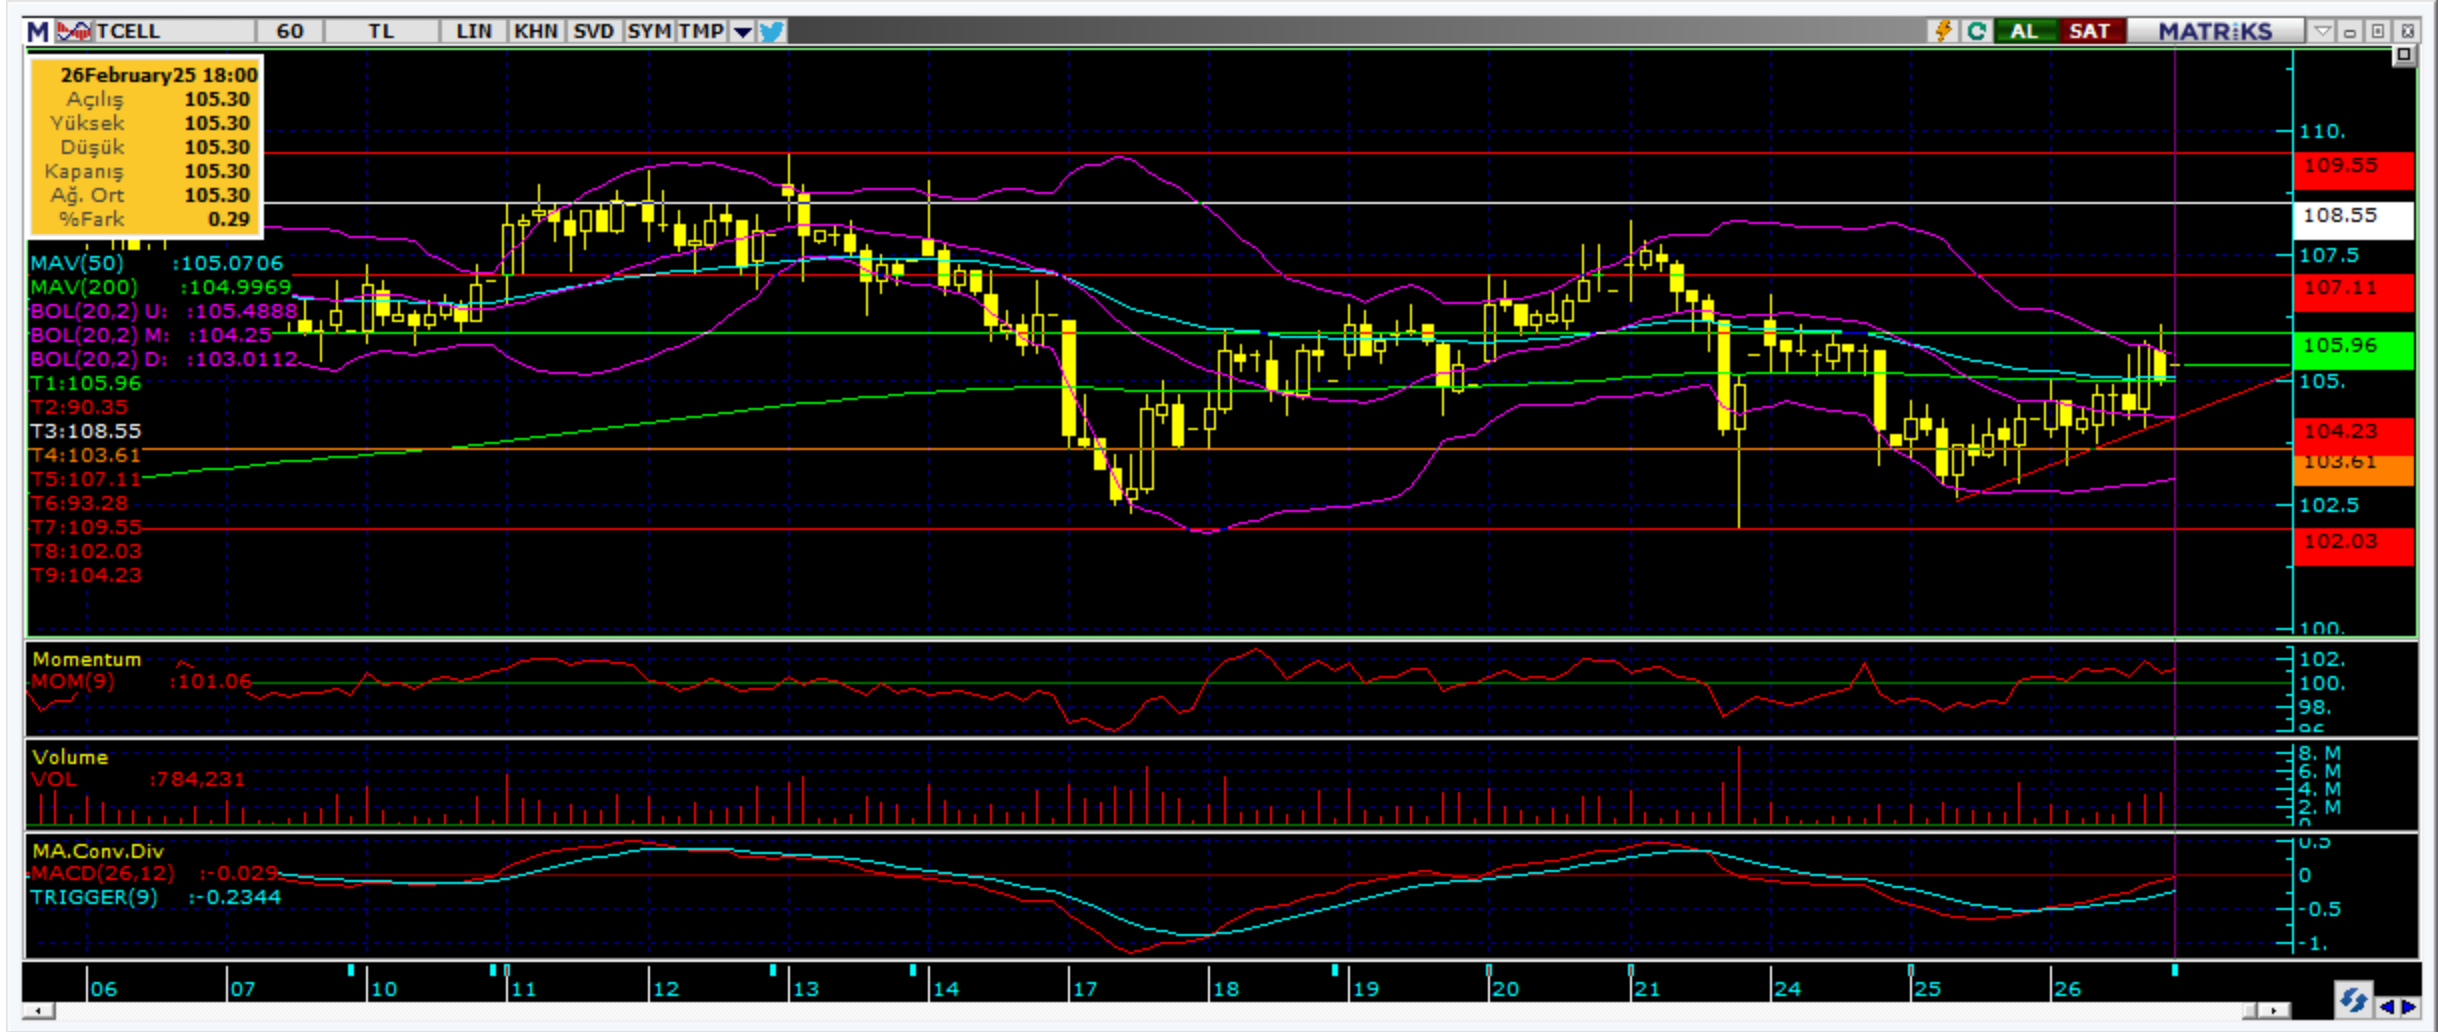 M TCELL 60 TL LIN KHN SVD SYM TMP AL SAT MATRiKS
26February25 18:00
Açılış 105.30
Yüksek 105.30
Düşük 105.30
Kapanış 105.30
Ağ. Ort 105.30
%Fark 0.29
MAV(50) :105.0706
MAV(200) :104.9969
BOL(20,2) U: :105.4888
BOL(20,2) M: :104.25
BOL(20,2) D: :103.0112
T1:105.96
T2:90.35
T3:108.55
T4:103.61
T5:107.11
T6:93.28
T7:109.55
T8:102.03
T9:104.23
110.
109.55
108.55
107.5
107.11
105.96
105.
104.23
103.61
102.5
102.03
100.
Momentum
MOM(9) :101.06
102.
100.
98.
96
Volume
VOL :784,231
8. M
6. M
4. M
2. M
0
MA.Conv.Div
MACD(26,12) :-0.029
TRIGGER(9) :-0.2344
0.5
0
-0.5
-1.
06 07 10 11 12 13 14 17 18 19 20 21 24 25 26